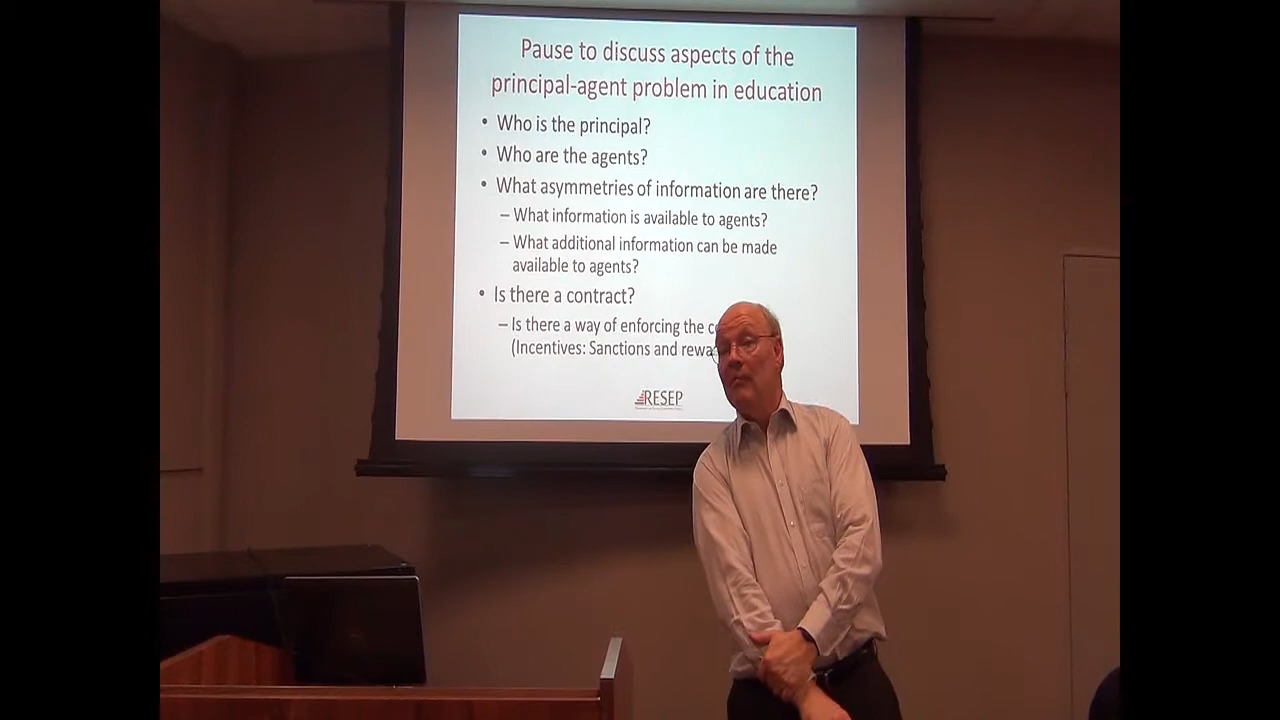 Pause to discuss aspects of the
principal-agent problem in education
• Who is the principal?
• Who are the agents?
• What asymmetries of information are there?
– What information is available to agents?
– What additional information can be made
available to agents?
• Is there a contract?
– Is there a way of enforcing the
(Incentives: Sanctions and
RESEP